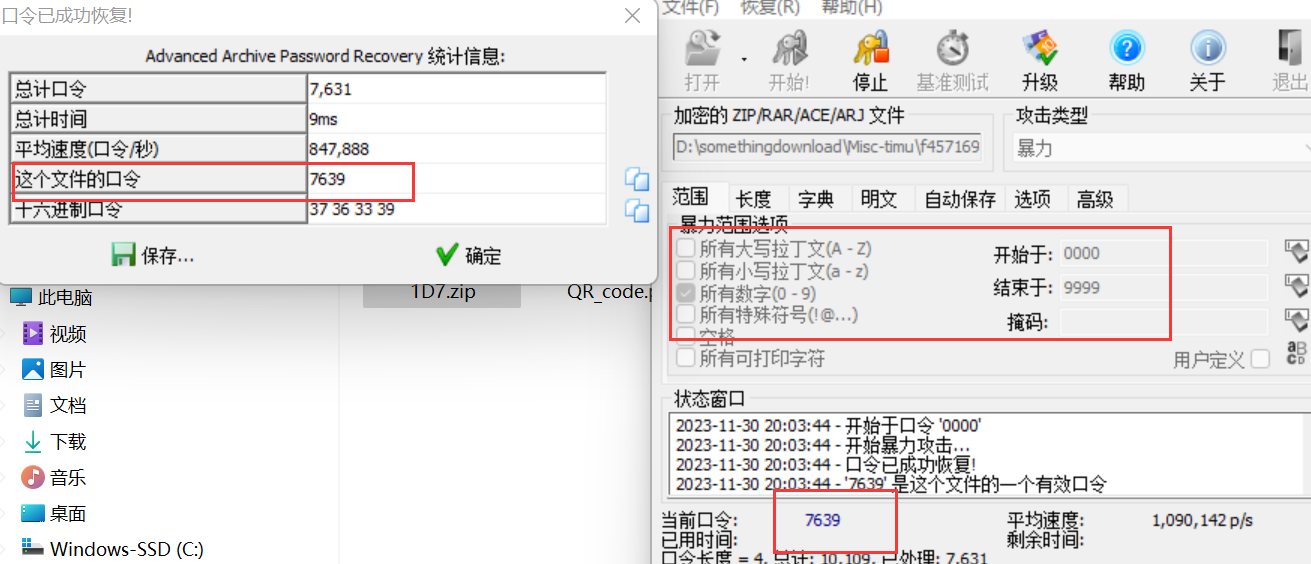 口令已成功恢复!
Advanced Archive Password Recovery 统计信息:
总计口令 7,631
总计时间 9ms
平均速度(口令/秒) 847,888
这个文件的口令 7639
十六进制口令 37 36 33 39
保存...
确定
此电脑
视频
图片
文档
下载
音乐
桌面
Windows-SSD (C:)
1D7.zip
QR_code.p
文件(F) 恢复(R) 帮助(H)
打开 开始! 停止 基准测试 升级 帮助 关于 退出
加密的 ZIP/RAR/ACE/ARJ 文件
D:\somethingdownload\Misc-timu\f457169
攻击类型
暴力
范围 长度 字典 明文 自动保存 选项 高级
暴力范围选项
所有大写拉丁文(A - Z)
所有小写拉丁文(a - z)
所有数字(0 - 9)
所有特殊符号(!@...)
空格
所有可打印字符
开始于: 0000
结束于: 9999
掩码:
用户定义
aB
CD
状态窗口
2023-11-30 20:03:44 - 开始于口令 '0000'
2023-11-30 20:03:44 - 开始暴力攻击...
2023-11-30 20:03:44 - 口令已成功恢复!
2023-11-30 20:03:44 - '7639' 是这个文件的一个有效口令
当前口令: 7639
平均速度: 1,090,142 p/s
已用时间:
剩余时间:
口令长度 = 4, 总计: 10,109, 已处理: 7,631